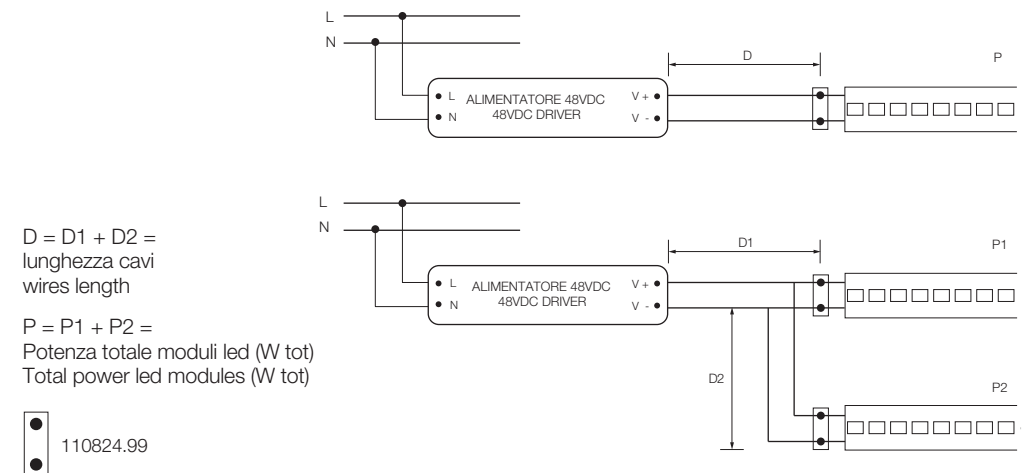 L
N
D
P
L
ALIMENTATORE 48VDC
V +
N
48VDC DRIVER
V -
L
N
D1
P1
L
ALIMENTATORE 48VDC
V +
N
48VDC DRIVER
V -
D2
P2
D = D1 + D2 =
lunghezza cavi
wires length
P = P1 + P2 =
Potenza totale moduli led (W tot)
Total power led modules (W tot)
110824.99